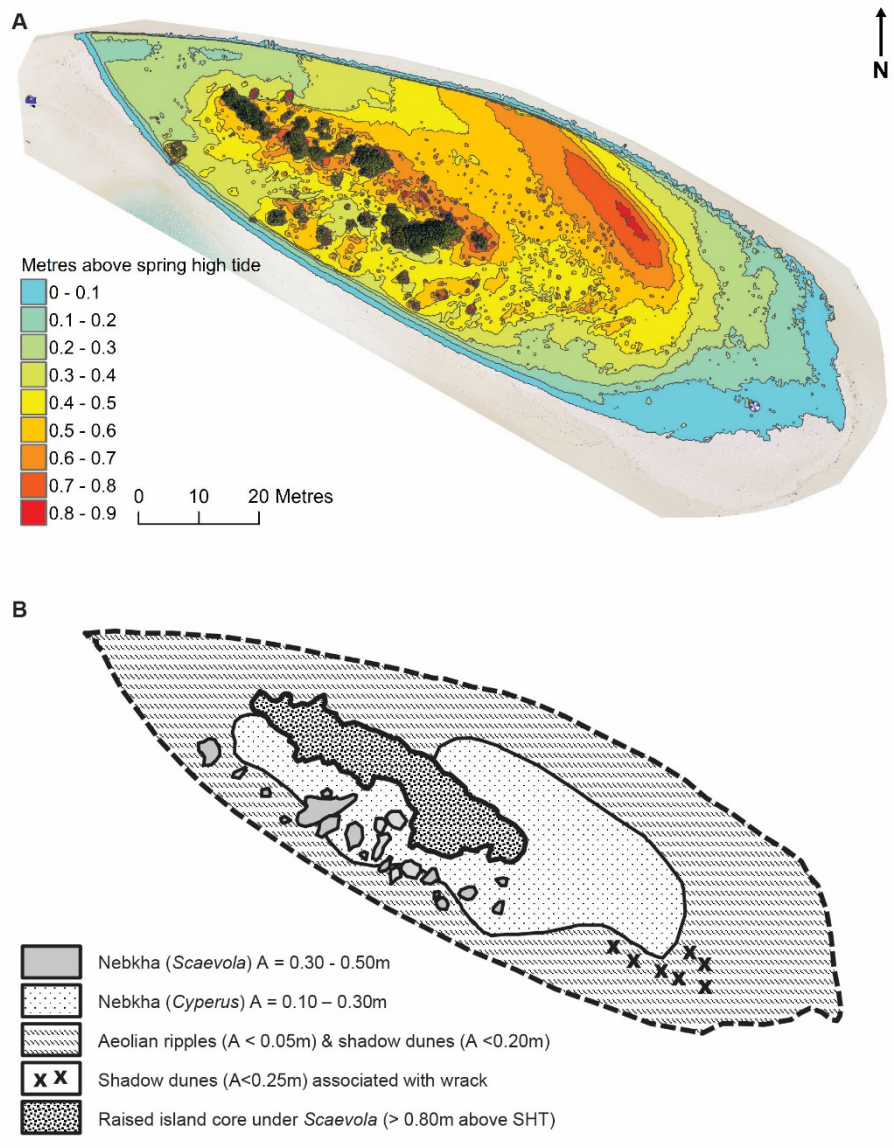 A
N
Metres above spring high tide
0 - 0.1
0.1 - 0.2
0.2 - 0.3
0.3 - 0.4
0.4 - 0.5
0.5 - 0.6
0.6 - 0.7
0.7 - 0.8
0.8 - 0.9
0 10 20 Metres
B
Nebkha (Scaevola) A = 0.30 - 0.50m
Nebkha (Cyperus) A = 0.10 – 0.30m
Aeolian ripples (A < 0.05m) & shadow dunes (A <0.20m)
x x Shadow dunes (A<0.25m) associated with wrack
Raised island core under Scaevola (> 0.80m above SHT)